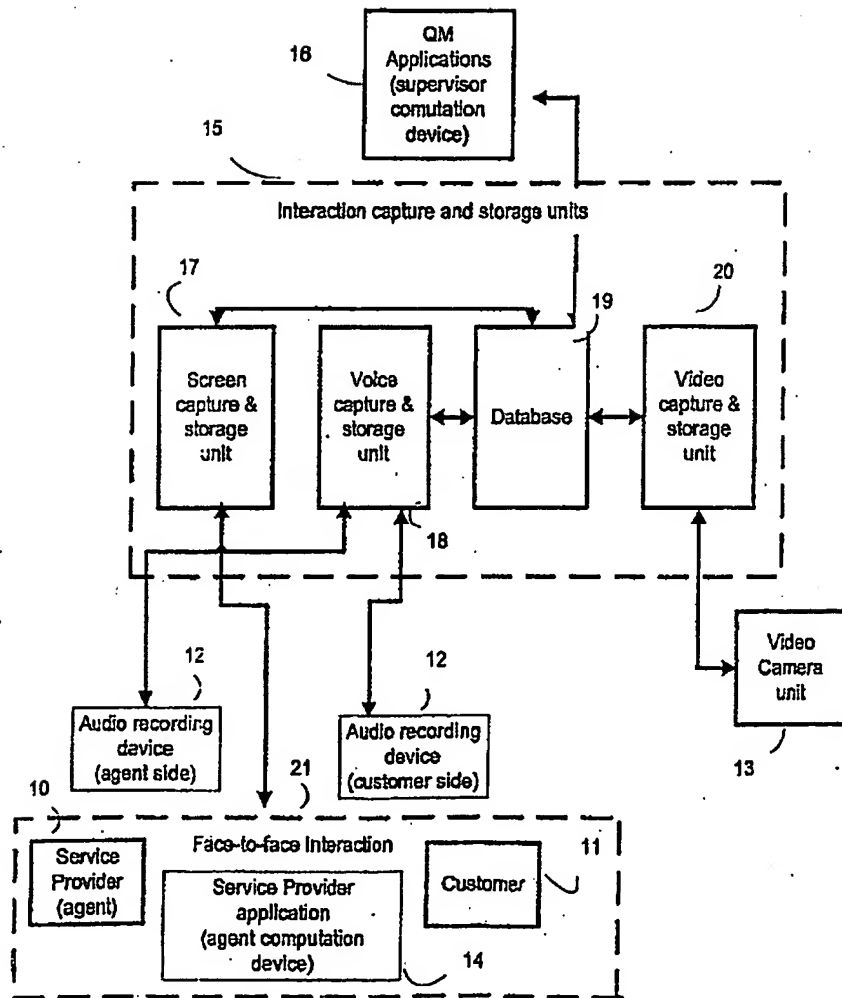 16
QM
Applications
(supervisor
comutation
device)
15
Interaction capture and storage units
17
20
19
Screen
capture &
storage
unit
Voice
capture &
storage
unit
Database
Video
capture &
storage
unit
18
12
Audio recording
device
(agent side)
12
Audio recording
device
(customer side)
Video
Camera
unit
13
21
10
Face-to-face Interaction
11
Service
Provider
(agent)
Service Provider
application
(agent computation
device)
Customer
14